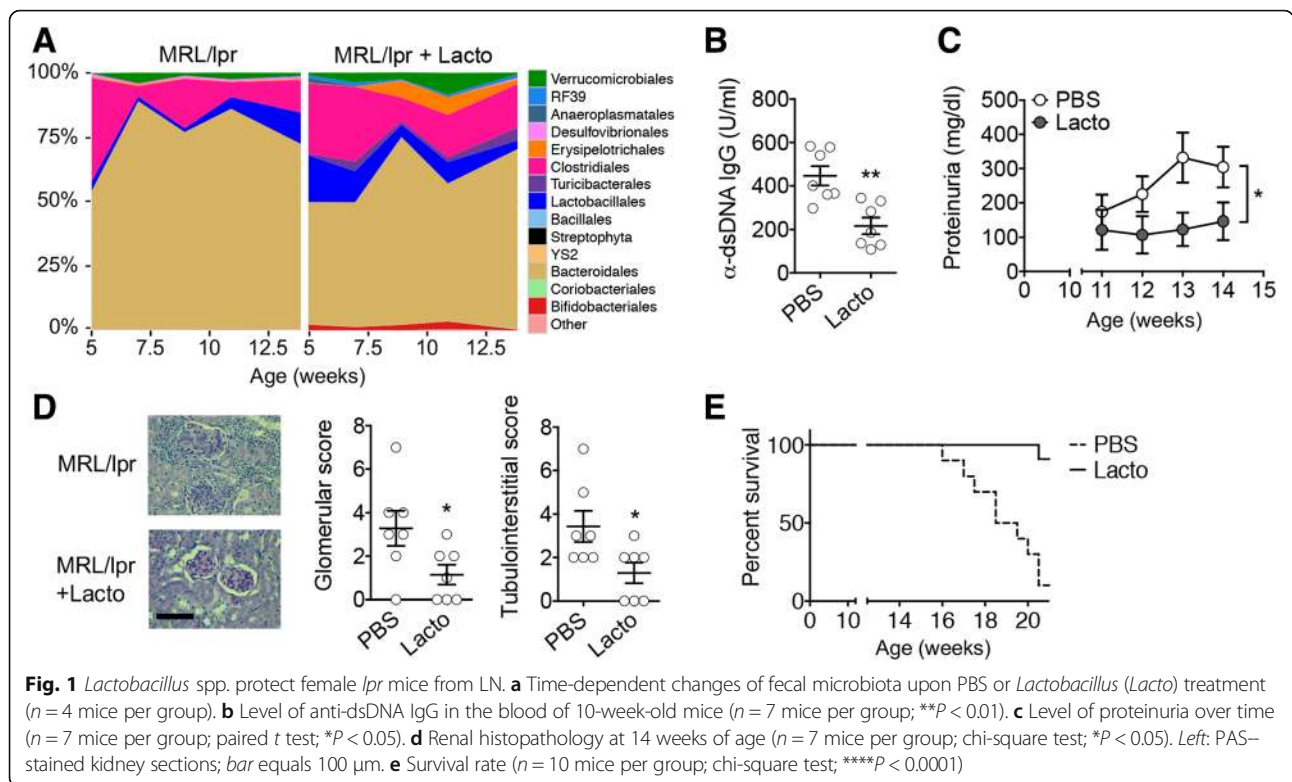 A
MRL/lpr
MRL/lpr + Lacto
100%
75%
50%
25%
0%
5
7.5
10
12.5
5
7.5
10
12.5
Age (weeks)
Verrucomicrobiales
RF39
Anaeroplasmatales
Desulfovibrionales
Erysipelotrichales
Clostridiales
Turicibacterales
Lactobacillales
Bacillales
Streptophyta
YS2
Bacteroidales
Coriobacteriales
Bifidobacteriales
Other
B
α-dsDNA IgG (U/ml)
800
600
400
200
0
**
PBS
Lacto
C
Proteinuria (mg/dl)
500
400
300
200
100
0
PBS
Lacto
*
0
10
11
12
13
14
15
Age (weeks)
D
MRL/lpr
MRL/lpr
+Lacto
Glomerular score
8
6
4
2
0
*
PBS
Lacto
Tubulointerstitial score
8
6
4
2
0
*
PBS
Lacto
E
Percent survival
100
50
0
PBS
Lacto
0
10
14
16
18
20
Age (weeks)
Fig. 1 Lactobacillus spp. protect female lpr mice from LN. a Time-dependent changes of fecal microbiota upon PBS or Lactobacillus (Lacto) treatment
(n = 4 mice per group). b Level of anti-dsDNA IgG in the blood of 10-week-old mice (n = 7 mice per group; **P < 0.01). c Level of proteinuria over time
(n = 7 mice per group; paired t test; *P < 0.05). d Renal histopathology at 14 weeks of age (n = 7 mice per group; chi-square test; *P < 0.05). Left: PAS--
stained kidney sections; bar equals 100 μm. e Survival rate (n = 10 mice per group; chi-square test; ****P < 0.0001)